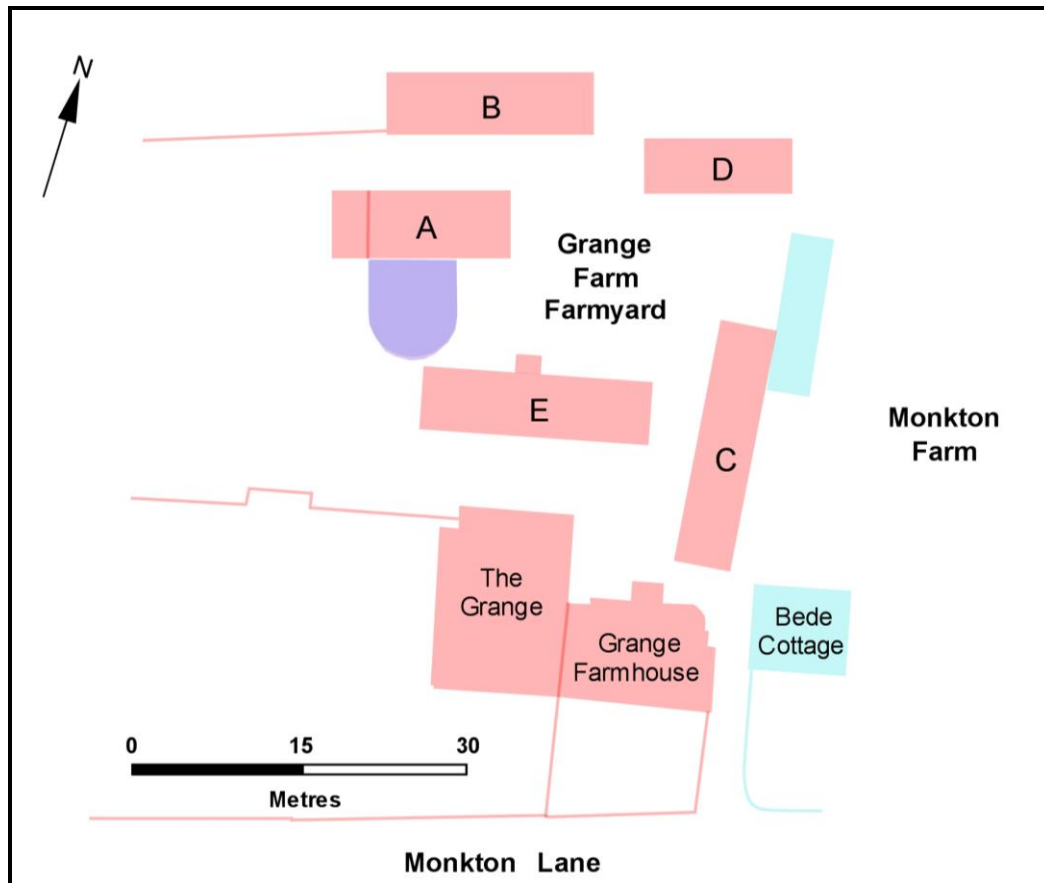 N
B
D
A
Grange
Farm
Farmyard
E
Monkton
Farm
C
The
Grange
Bede
Cottage
Grange
Farmhouse
0 15 30
Metres
Monkton Lane